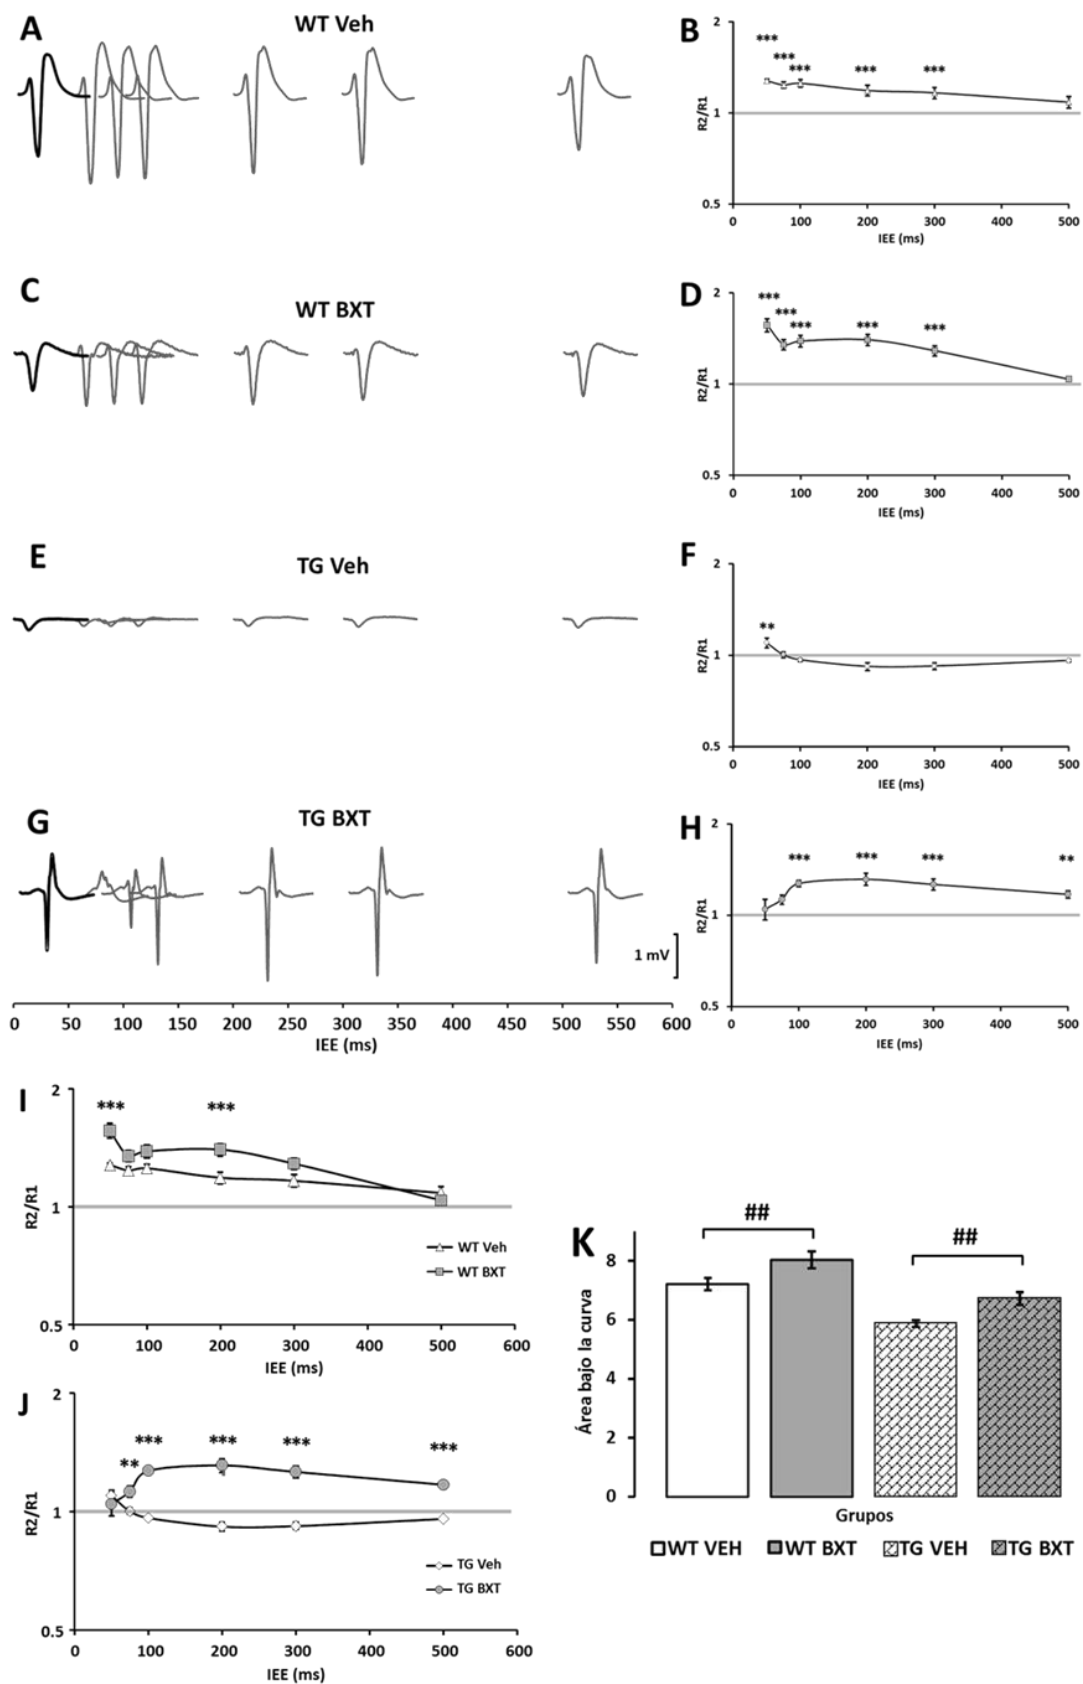 A
WT Veh
B
2
***
***
***
***
***
R2/R1
1
0.5
0
100
200
300
400
500
IEE (ms)
C
WT BXT
D
2
***
***
***
***
***
R2/R1
1
0.5
0
100
200
300
400
500
IEE (ms)
E
TG Veh
F
2
**
R2/R1
1
0.5
0
100
200
300
400
500
IEE (ms)
G
TG BXT
1 mV
0
50
100
150
200
250
300
350
400
450
500
550
600
IEE (ms)
H
2
***
***
***
**
R2/R1
1
0.5
0
100
200
300
400
500
IEE (ms)
I
2
***
***
R2/R1
1
WT Veh
WT BXT
0.5
0
100
200
300
400
500
600
IEE (ms)
J
2
**
***
***
***
***
R2/R1
1
TG Veh
TG BXT
0.5
0
100
200
300
400
500
600
IEE (ms)
K
##
##
Área bajo la curva
8
6
4
2
0
Grupos
WT VEH
WT BXT
TG VEH
TG BXT